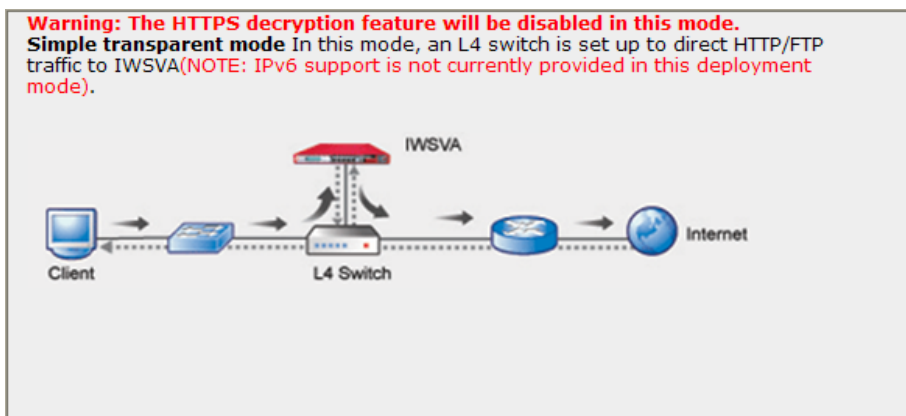 Warning: The HTTPS decryption feature will be disabled in this mode.
Simple transparent mode In this mode, an L4 switch is set up to direct HTTP/FTP
traffic to IWSVA(NOTE: IPv6 support is not currently provided in this deployment
mode).
IWSVA
Internet
Client
L4 Switch